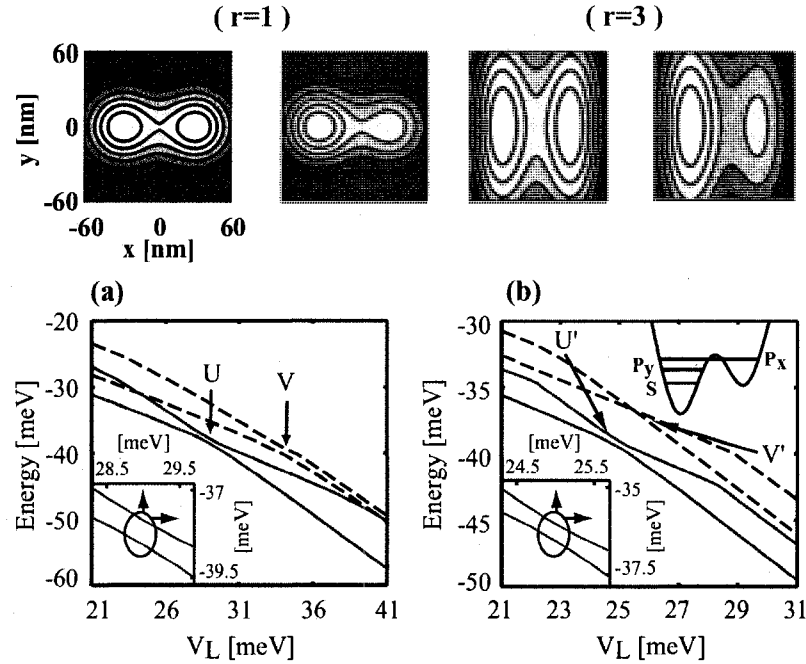 ( r=1 ) ( r=3 )
60
0
-60
y [nm]
-60 0 60
x [nm]
(a)
-20
-30
-40
-50
-60
Energy [meV]
U V
[meV]
28.5 29.5
-37
-39.5
[meV]
21 26 31 36 41
V_L [meV]
(b)
-30
-35
-40
-45
-50
Energy [meV]
U'
Py Px
S
V'
[meV]
24.5 25.5
-35
-37.5
[meV]
21 23 25 27 29 31
V_L [meV]